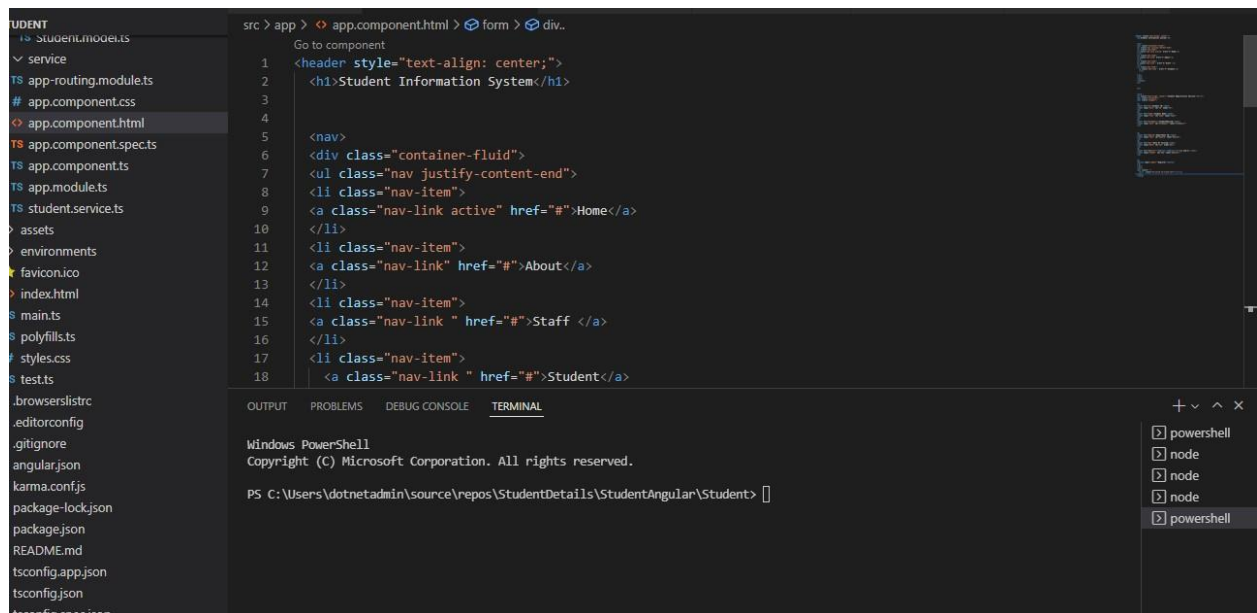 UDENT
TS Student.model.ts
service
TS app-routing.module.ts
# app.component.css
<> app.component.html
TS app.component.spec.ts
TS app.component.ts
TS app.module.ts
TS student.service.ts
assets
environments
favicon.ico
index.html
main.ts
polyfills.ts
styles.css
test.ts
.browserslistrc
.editorconfig
.gitignore
angular.json
karma.conf.js
package-lock.json
package.json
README.md
tsconfig.app.json
tsconfig.json
src > app > <> app.component.html > form > div..
Go to component
1 <header style="text-align: center;">
2 <h1>Student Information System</h1>
3
4
5 <nav>
6 <div class="container-fluid">
7 <ul class="nav justify-content-end">
8 <li class="nav-item">
9 <a class="nav-link active" href="#">Home</a>
10 </li>
11 <li class="nav-item">
12 <a class="nav-link" href="#">About</a>
13 </li>
14 <li class="nav-item">
15 <a class="nav-link " href="#">Staff </a>
16 </li>
17 <li class="nav-item">
18 <a class="nav-link " href="#">Student</a>
OUTPUT PROBLEMS DEBUG CONSOLE TERMINAL
Windows PowerShell
Copyright (C) Microsoft Corporation. All rights reserved.
PS C:\Users\dotnetadmin\source\repos\StudentDetails\StudentAngular\Student>
powershell
node
node
node
powershell